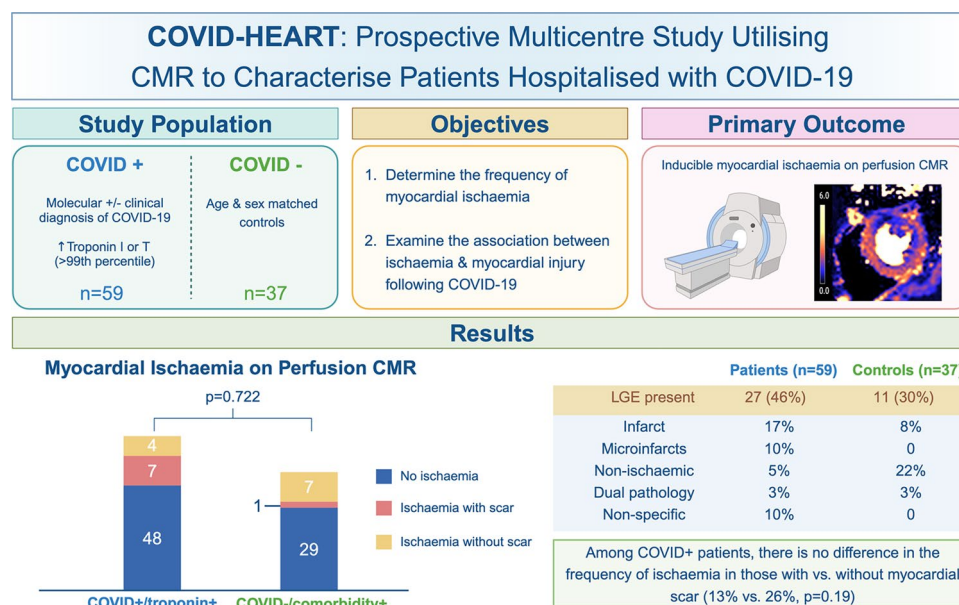 COVID-HEART: Prospective Multicentre Study Utilising
CMR to Characterise Patients Hospitalised with COVID-19
Study Population
COVID +
Molecular +/- clinical
diagnosis of COVID-19
↑Troponin I or T
(>99th percentile)
n=59
COVID -
Age & sex matched
controls
n=37
Objectives
1. Determine the frequency of
myocardial ischaemia
2. Examine the association between
ischaemia & myocardial injury
following COVID-19
Primary Outcome
Inducible myocardial ischaemia on perfusion CMR
6.0
0.0
Results
Myocardial Ischaemia on Perfusion CMR
p=0.722
4
7
48
7
1
29
No ischaemia
Ischaemia with scar
Ischaemia without scar
COVID+/troponin+ COVID-/comorbidity+
Patients (n=59) Controls (n=37)
LGE present 27 (46%) 11 (30%)
Infarct 17% 8%
Microinfarcts 10% 0
Non-ischaemic 5% 22%
Dual pathology 3% 3%
Non-specific 10% 0
Among COVID+ patients, there is no difference in the
frequency of ischaemia in those with vs. without myocardial
scar (13% vs. 26%, p=0.19)